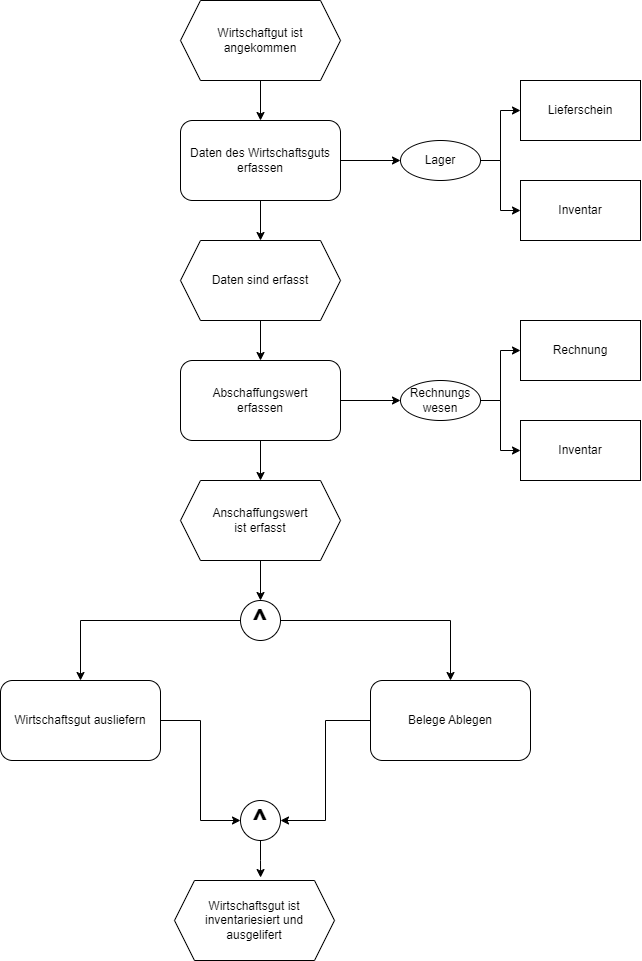 Wirtschaftgut ist
angekommen
Lieferschein
Daten des Wirtschaftsguts
erfassen
Lager
Inventar
Daten sind erfasst
Rechnung
Abschaffungswert
erfassen
Rechnungs
wesen
Inventar
Anschaffungswert
ist erfasst
^
Wirtschaftsgut ausliefern
Belege Ablegen
^
Wirtschaftsgut ist
inventariesiert und
ausgelifert